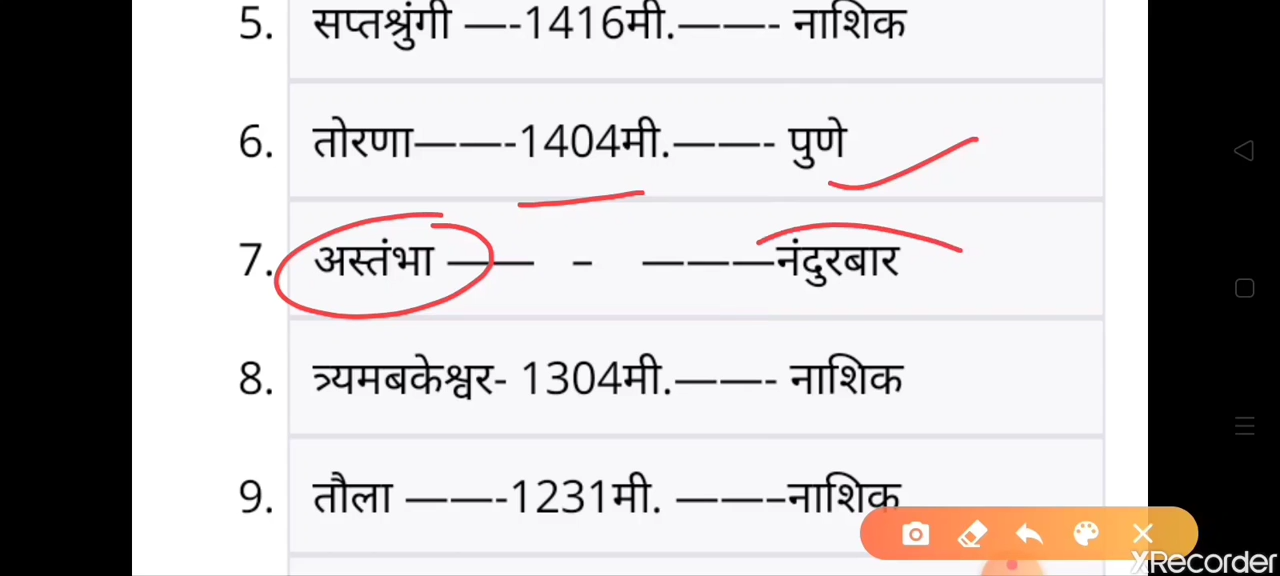 5. सप्तश्रुंगी —-1416मी.——- नाशिक
6. तोरणा——-1404मी.——- पुणे
7. अस्तंभा —— – ———नंदुरबार
8. त्र्यमबकेश्वर- 1304मी.——- नाशिक
9. तौला ——-1231मी. ——–नाशिक
XRecorder